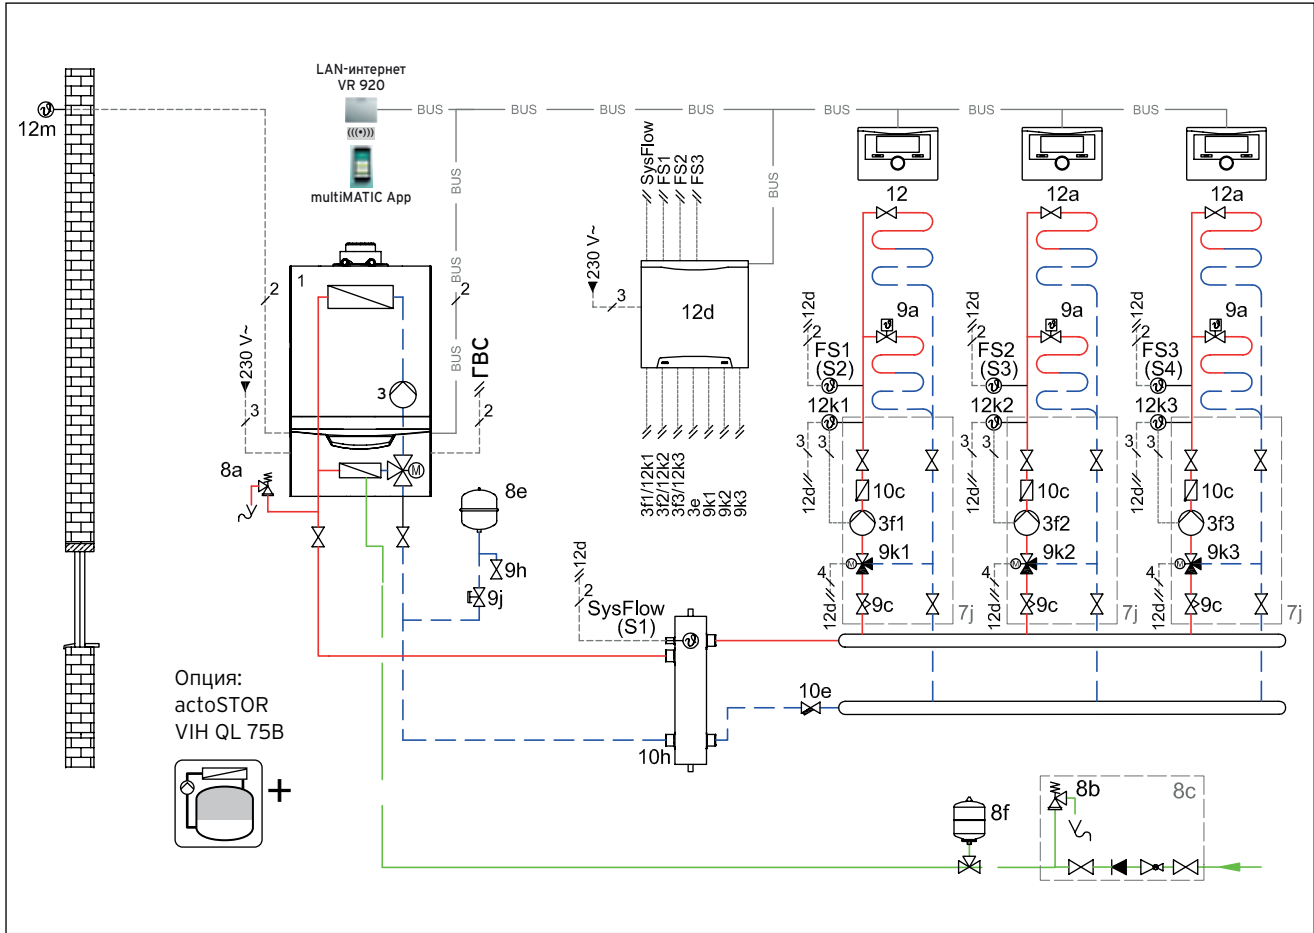 LAN-интернет
VR 920
multiMATIC App
BUS BUS BUS BUS BUS BUS BUS
BUS
BUS
BUS
BUS
12m
12
12a
12a
SysFlow
FS1
FS2
FS3
230 V~
3
12d
1
2
2
230 V~
3
3
ГВС
2
8a
8e
9h
9j
3f1/12k1
3f2/12k2
3f3/12k3
3e
9k1
9k2
9k3
12d
2
FS1
(S2)
9a
12k1
3
3
12d
10c
3f1
9k1
M
4
12d
9c
7j
12d
2
FS2
(S3)
9a
12k2
3
3
12d
10c
3f2
9k2
M
4
12d
9c
7j
12d
2
FS3
(S4)
9a
12k3
3
3
12d
10c
3f3
9k3
M
4
12d
9c
7j
M
12d
2
SysFlow
(S1)
10e
10h
Опция:
actoSTOR
VIH QL 75B
+
8f
8b
8c